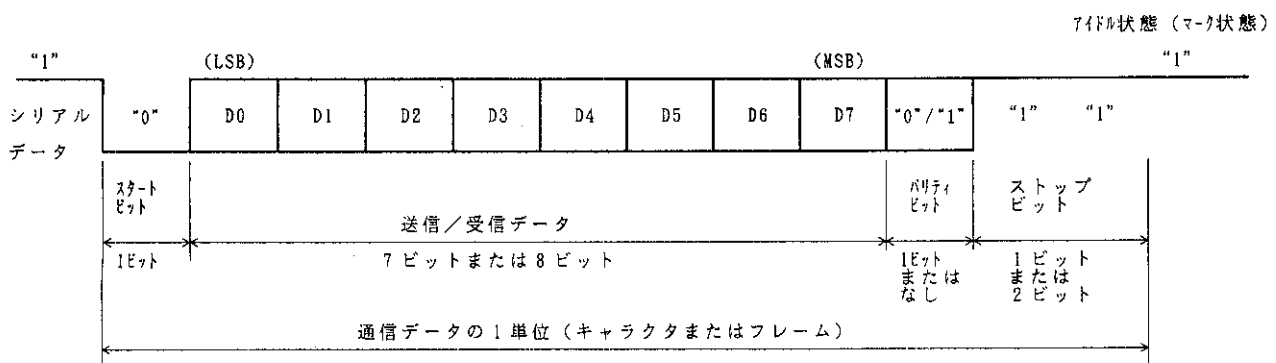 アイドル状態（マーク状態）
“1” (LSB) (MSB) “1”
シリアル “0” D0 D1 D2 D3 D4 D5 D6 D7 “0”/“1” “1” “1”
データ
スタート パリティ ストップ
ビット ビット ビット
送信／受信データ
1ビット 7ビットまたは8ビット 1ビット 1ビット
または または
なし 2ビット
通信データの1単位（キャラクタまたはフレーム）